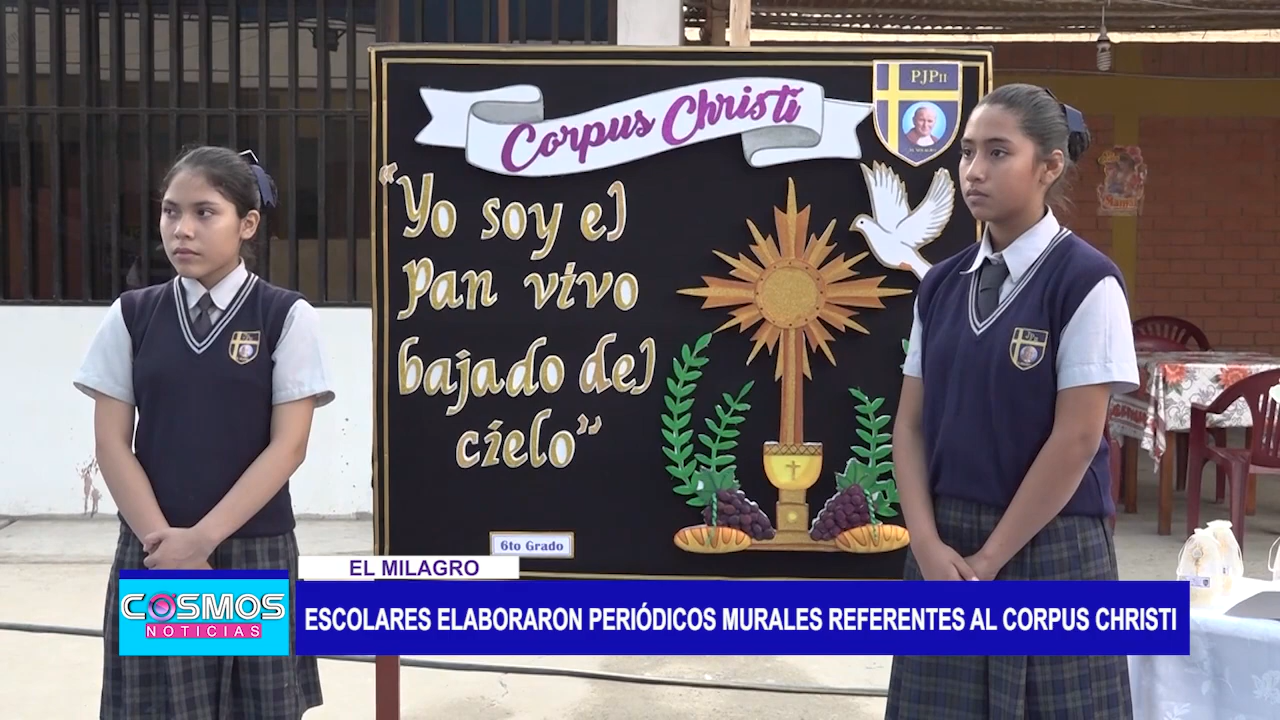 Corpus Christi
PJPII
"Yo soy el
Pan vivo
bajado del
cielo"
6to Grado
EL MILAGRO
COSMOS
NOTICIAS
ESCOLARES ELABORARON PERIÓDICOS MURALES REFERENTES AL CORPUS CHRISTI